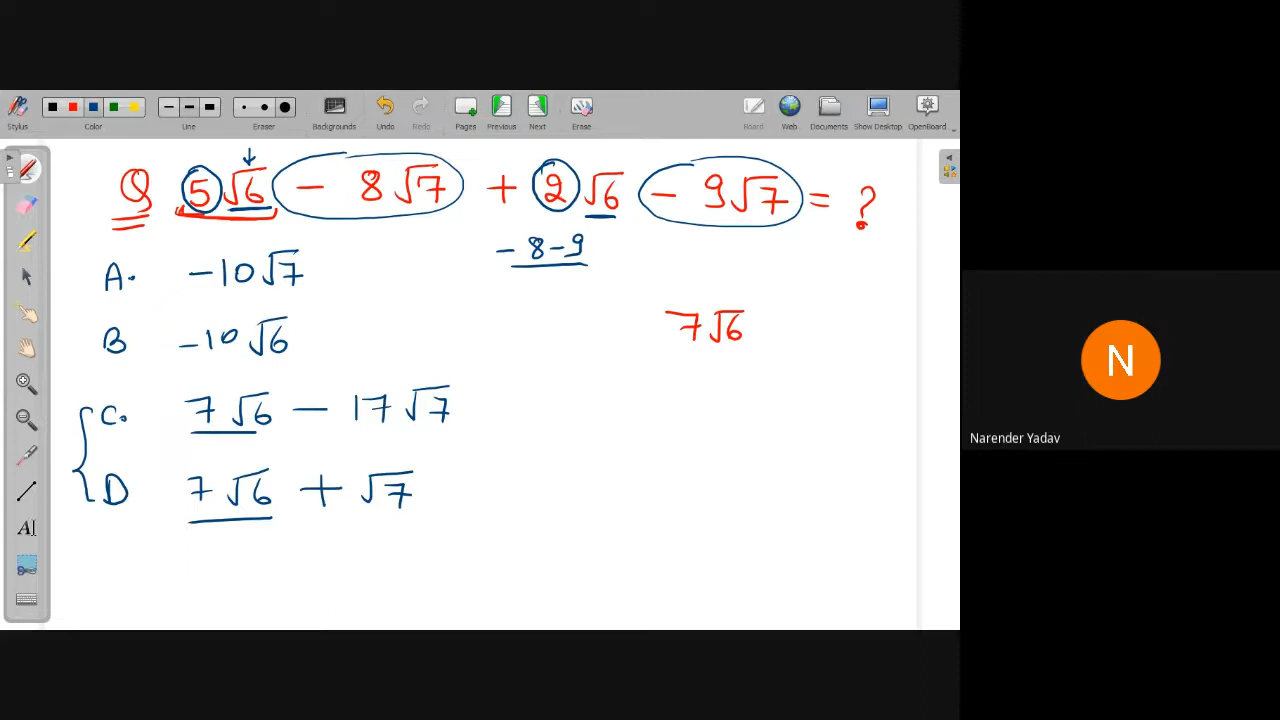 Stylus Color Line Eraser Backgrounds Undo Redo Pages Previous Next Erase Board Web Documents Show Desktop OpenBoard
Q 5√6 - 8√7 + 2√6 - 9√7 = ?
-8-9
A. -10√7
7√6
B -10√6
C. 7√6 - 17√7
D 7√6 + √7
N
Narender Yadav